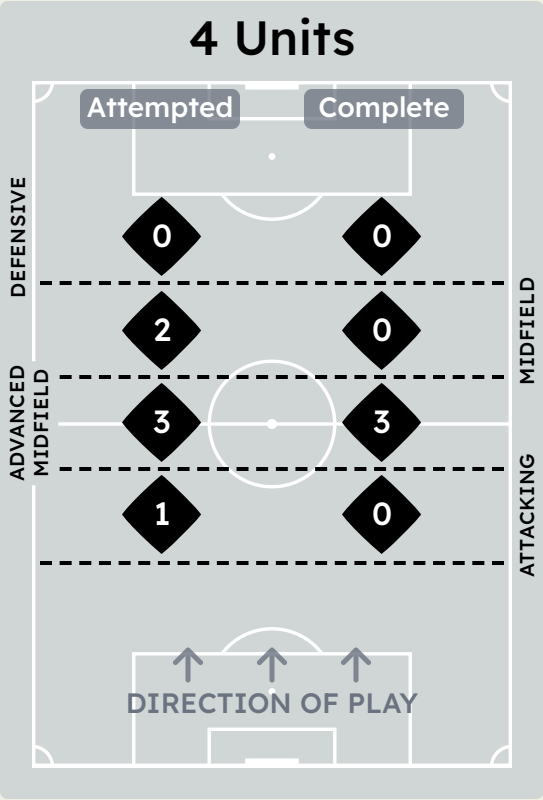 4 Units
Attempted
Complete
DEFENSIVE
0
0
MIDFIELD
2
0
ADVANCED
MIDFIELD
3
3
ATTACKING
1
0
DIRECTION OF PLAY